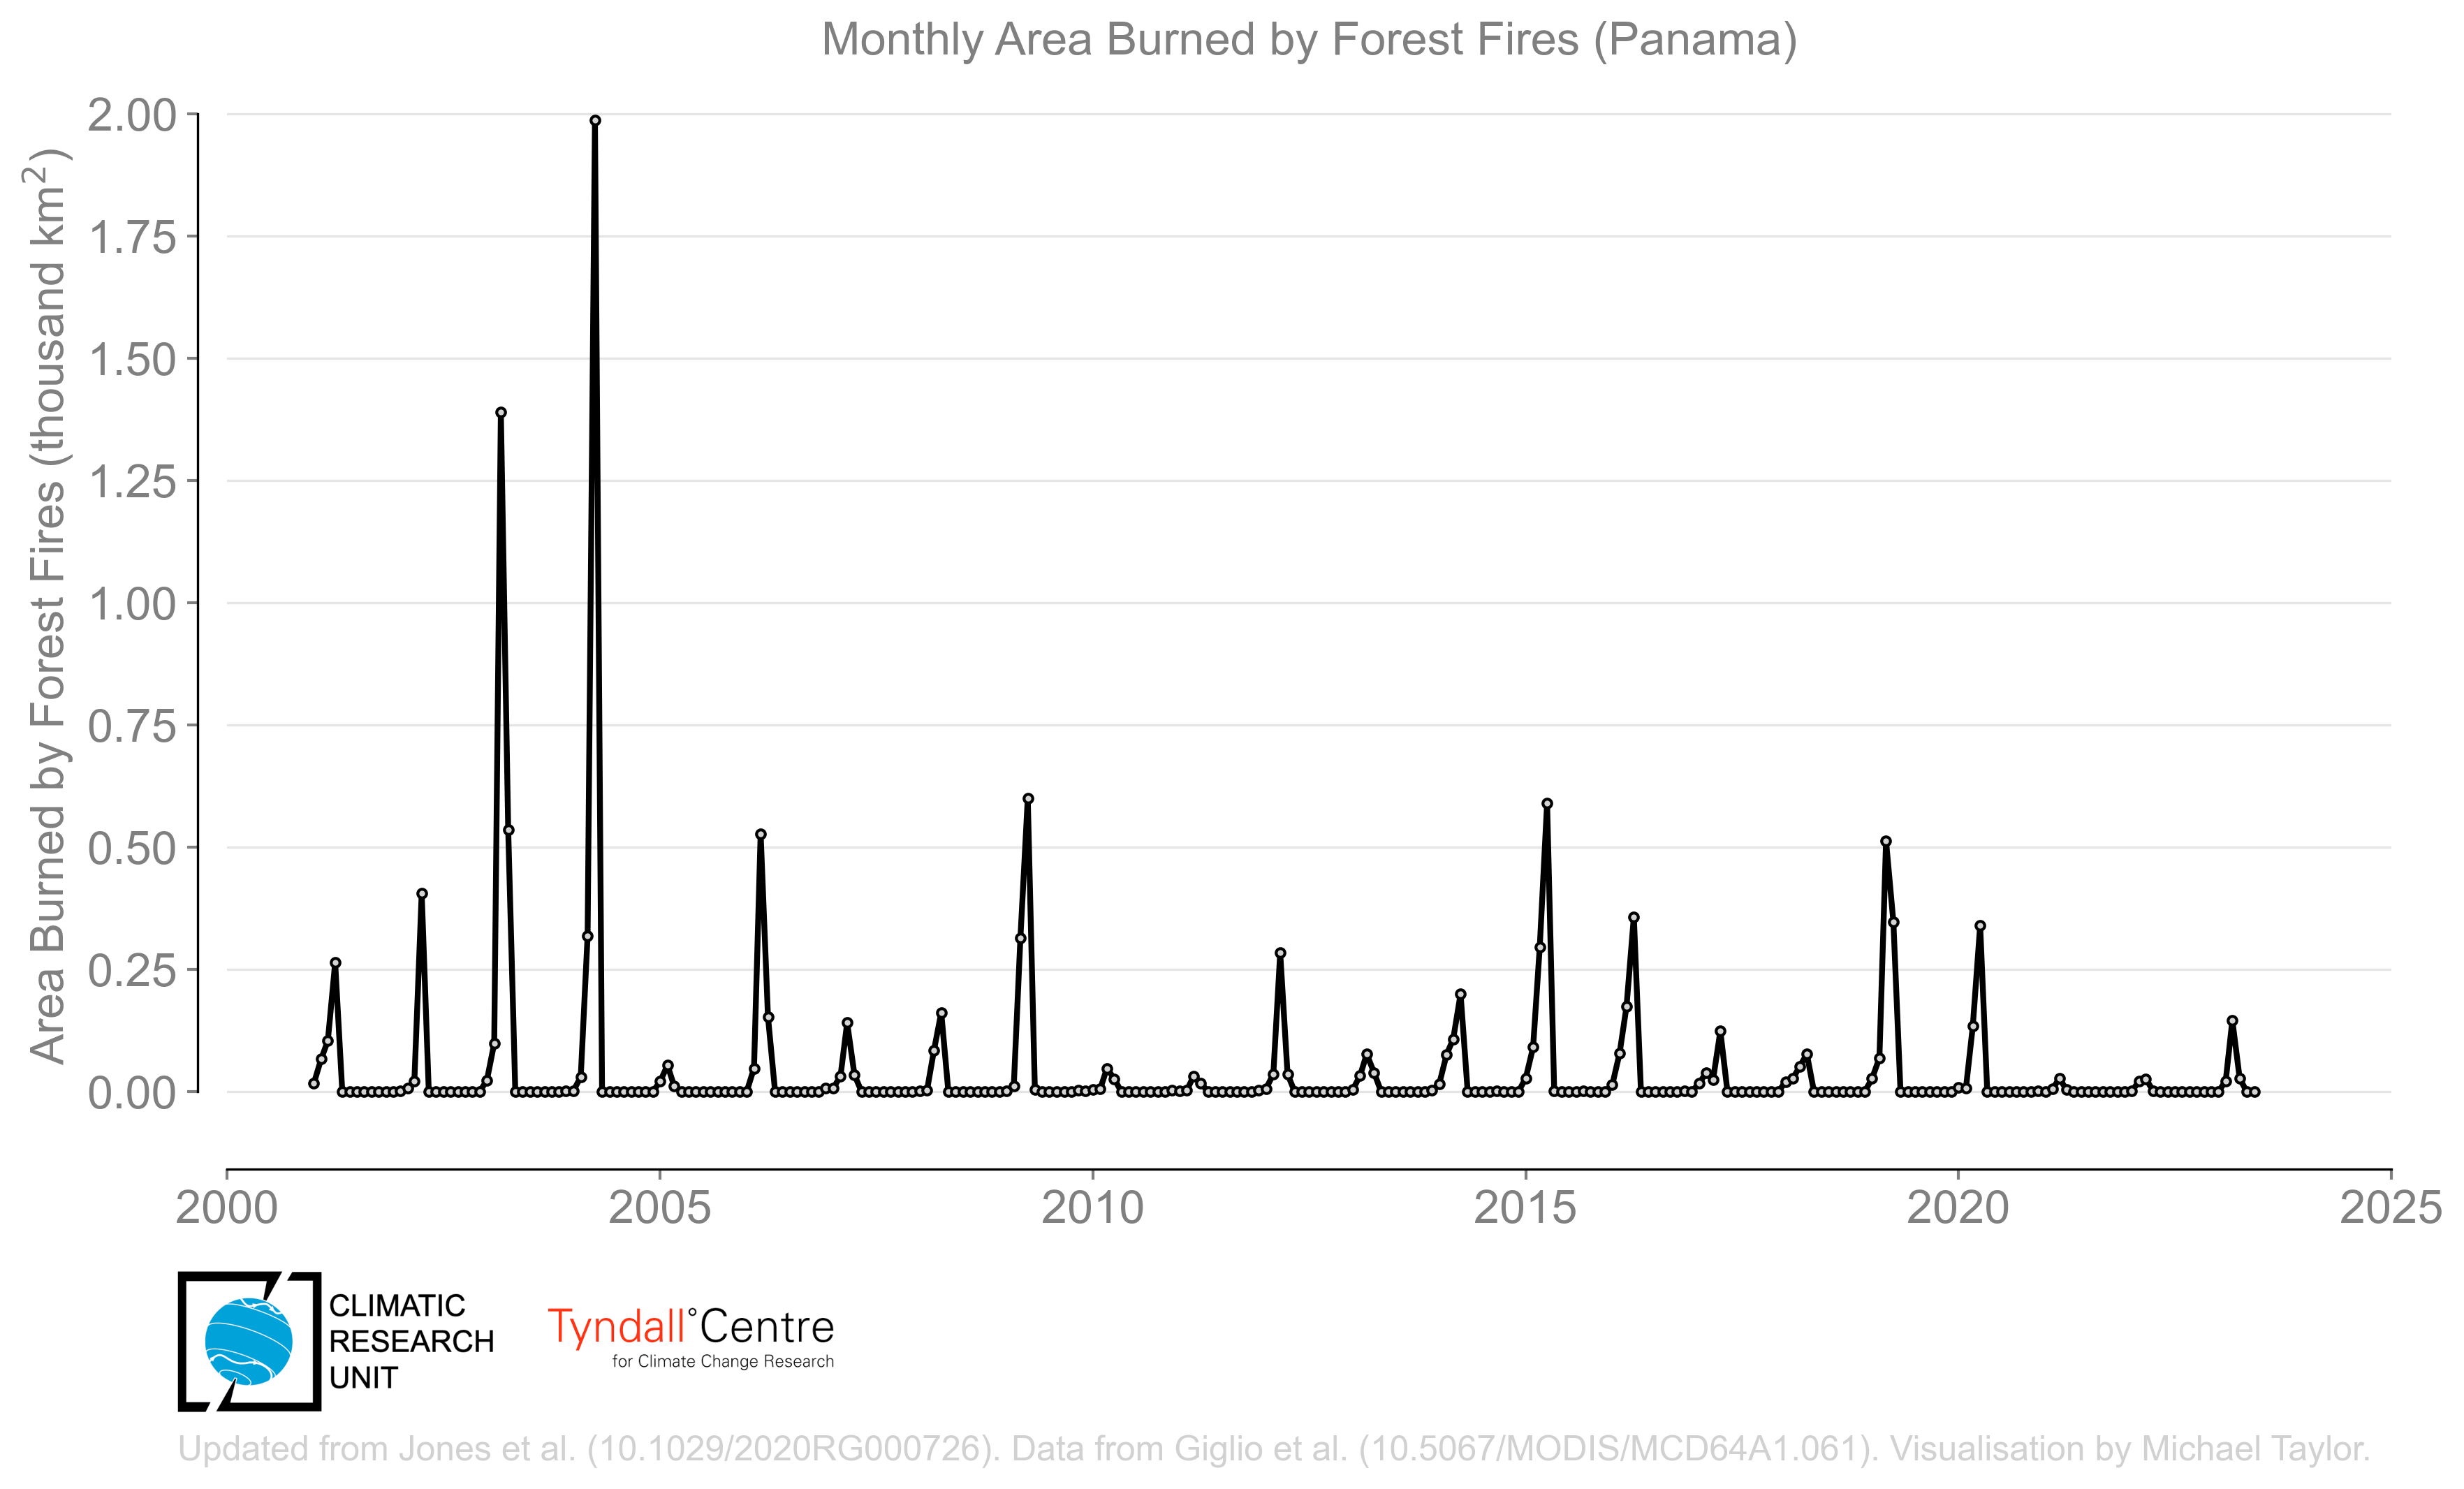 Monthly Area Burned by Forest Fires (Panama)
Area Burned by Forest Fires (thousand km²)
2.00
1.75
1.50
1.25
1.00
0.75
0.50
0.25
0.00
2000 2005 2010 2015 2020 2025
CLIMATIC
RESEARCH
UNIT
Tyndall°Centre
for Climate Change Research
Updated from Jones et al. (10.1029/2020RG000726). Data from Giglio et al. (10.5067/MODIS/MCD64A1.061). Visualisation by Michael Taylor.